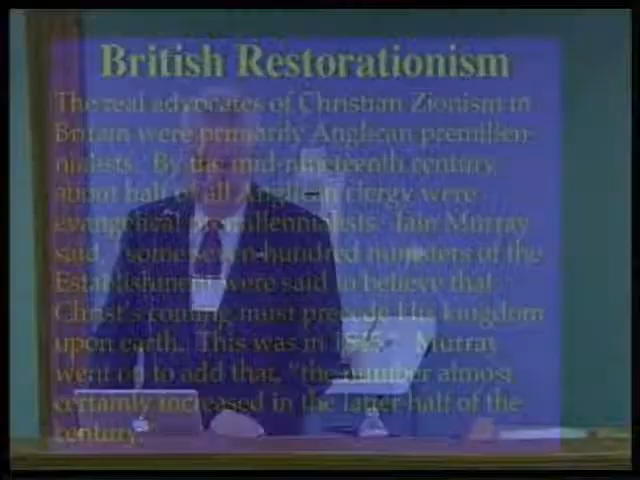 British Restorationism
The real advocates of Christian Zionism in
Britain were primarily Anglican premillen-
nialists. By the mid-nineteenth century,
about half of all Anglican clergy were
evangelical premillennialists. Iain Murray
said, "some seven-hundred ministers of the
Establishment were said to believe that
Christ's coming must precede His kingdom
upon earth. This was in 1845." Murray
went on to add that, "the number almost
certainly increased in the latter half of the
century."